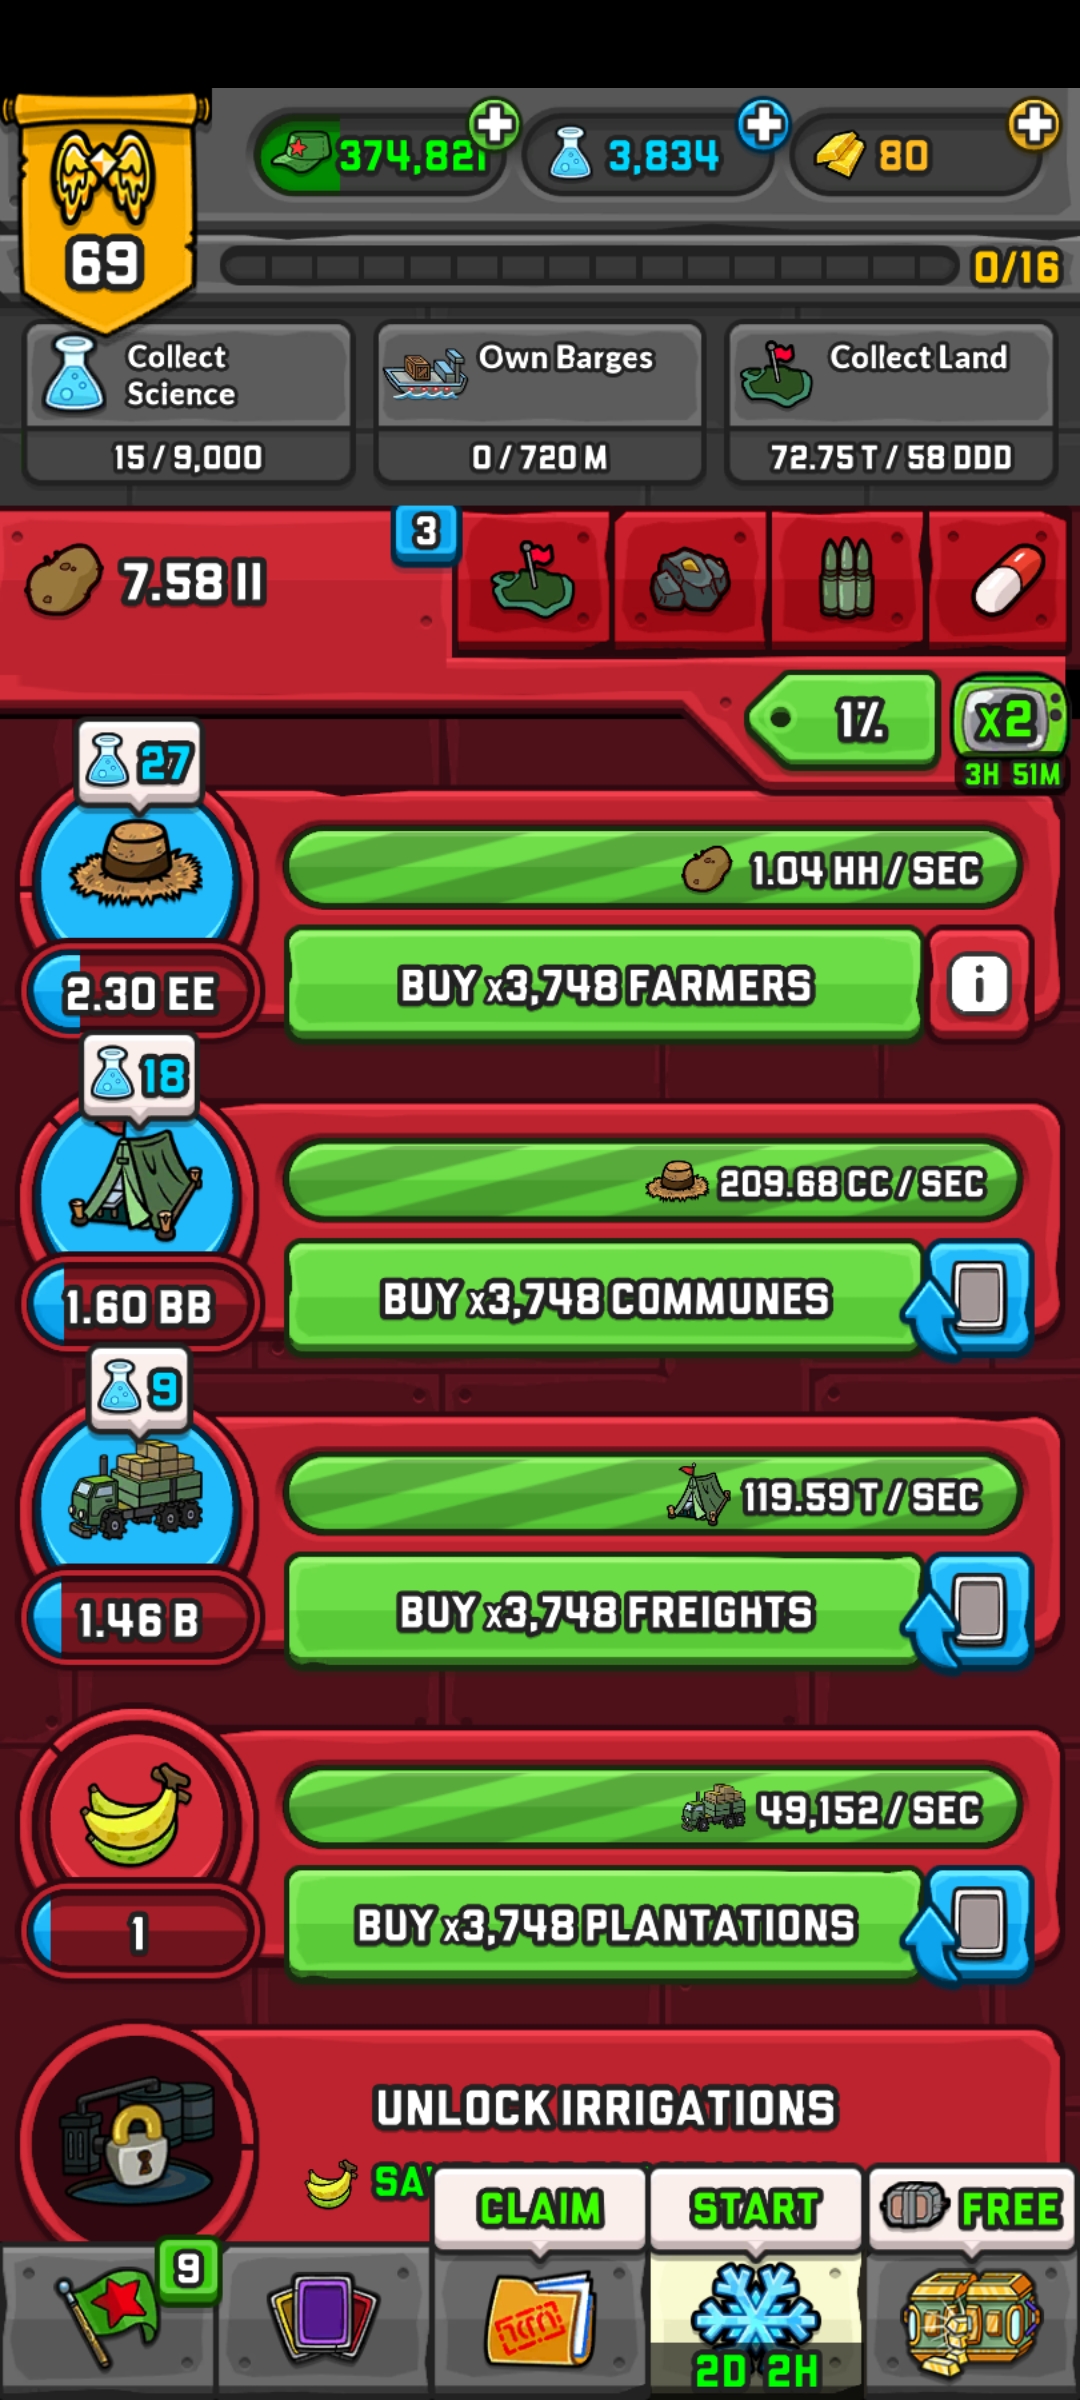 374,821
3,834
80
69
0/16
Collect Science
15 / 9,000
Own Barges
0 / 720 M
Collect Land
72.75 T / 58 DDD
7.58 II
3
1%
x2
3H 51M
27
1.04 HH / SEC
2.30 EE
BUY x3,748 FARMERS
i
18
209.68 CC / SEC
1.60 BB
BUY x3,748 COMMUNES
9
119.59 T / SEC
1.46 B
BUY x3,748 FREIGHTS
49,152 / SEC
1
BUY x3,748 PLANTATIONS
UNLOCK IRRIGATIONS
CLAIM
START
FREE
9
2D 2H